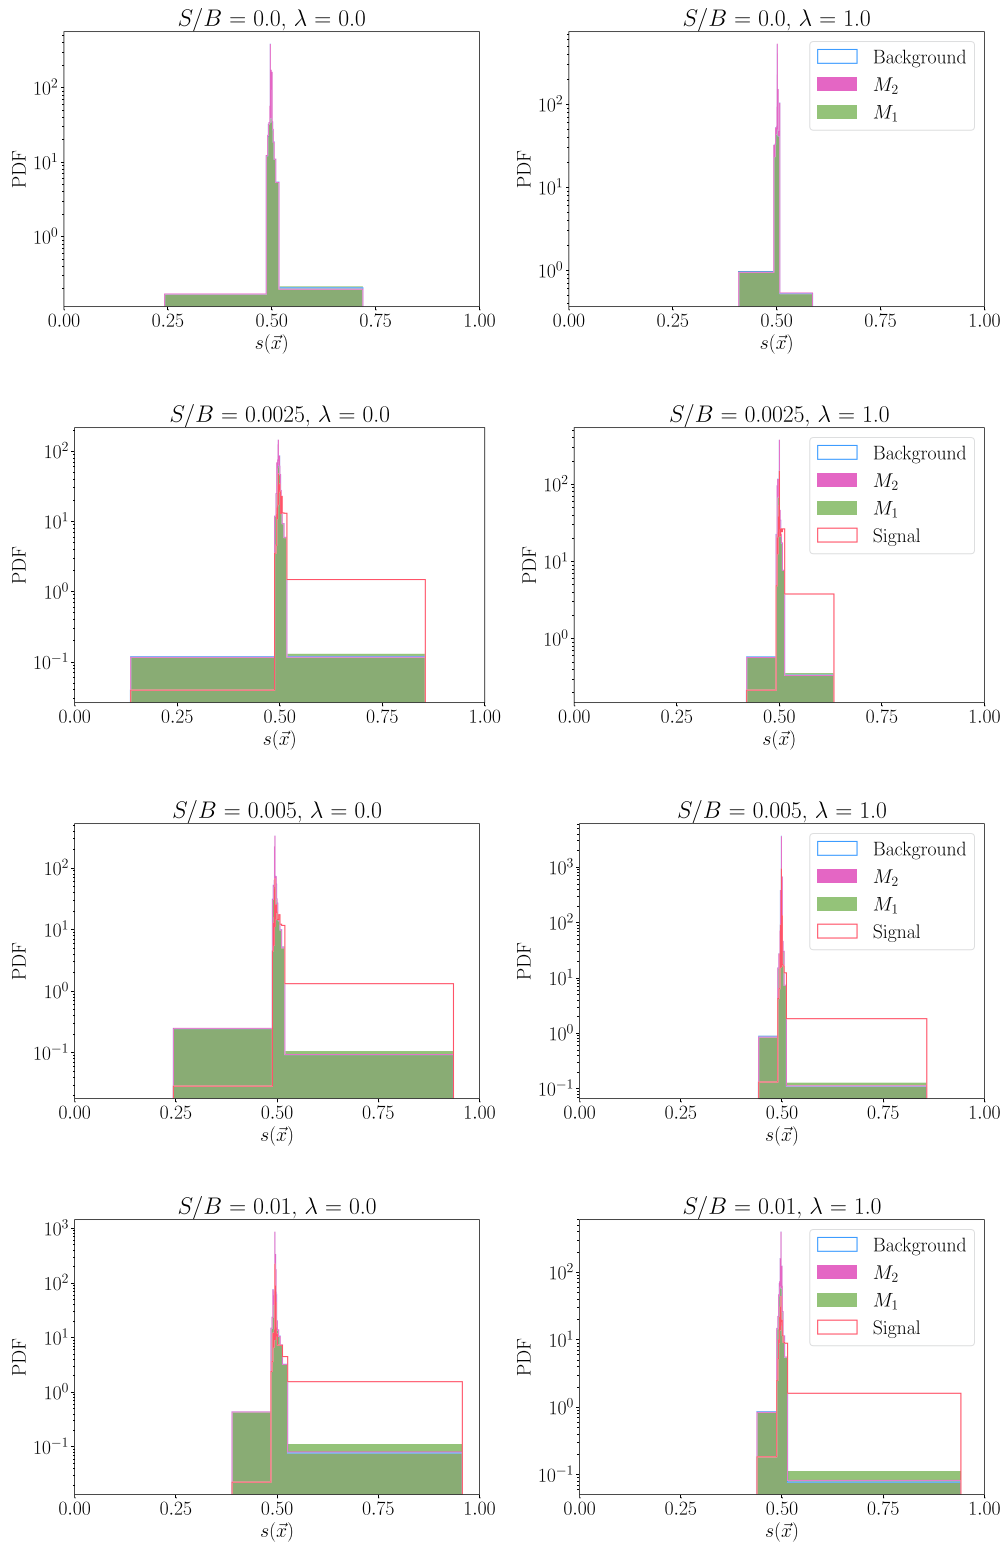 S/B = 0.0, λ = 0.0
10²
10¹
10⁰
PDF
0.00 0.25 0.50 0.75 1.00
s(x⃗)
S/B = 0.0, λ = 1.0
Background
M₂
M₁
10²
10¹
10⁰
PDF
0.00 0.25 0.50 0.75 1.00
s(x⃗)
S/B = 0.0025, λ = 0.0
10²
10¹
10⁰
10⁻¹
PDF
0.00 0.25 0.50 0.75 1.00
s(x⃗)
S/B = 0.0025, λ = 1.0
Background
M₂
M₁
Signal
10²
10¹
10⁰
PDF
0.00 0.25 0.50 0.75 1.00
s(x⃗)
S/B = 0.005, λ = 0.0
10²
10¹
10⁰
10⁻¹
PDF
0.00 0.25 0.50 0.75 1.00
s(x⃗)
S/B = 0.005, λ = 1.0
Background
M₂
M₁
Signal
10³
10²
10¹
10⁰
10⁻¹
PDF
0.00 0.25 0.50 0.75 1.00
s(x⃗)
S/B = 0.01, λ = 0.0
10³
10²
10¹
10⁰
10⁻¹
PDF
0.00 0.25 0.50 0.75 1.00
s(x⃗)
S/B = 0.01, λ = 1.0
Background
M₂
M₁
Signal
10²
10¹
10⁰
10⁻¹
PDF
0.00 0.25 0.50 0.75 1.00
s(x⃗)